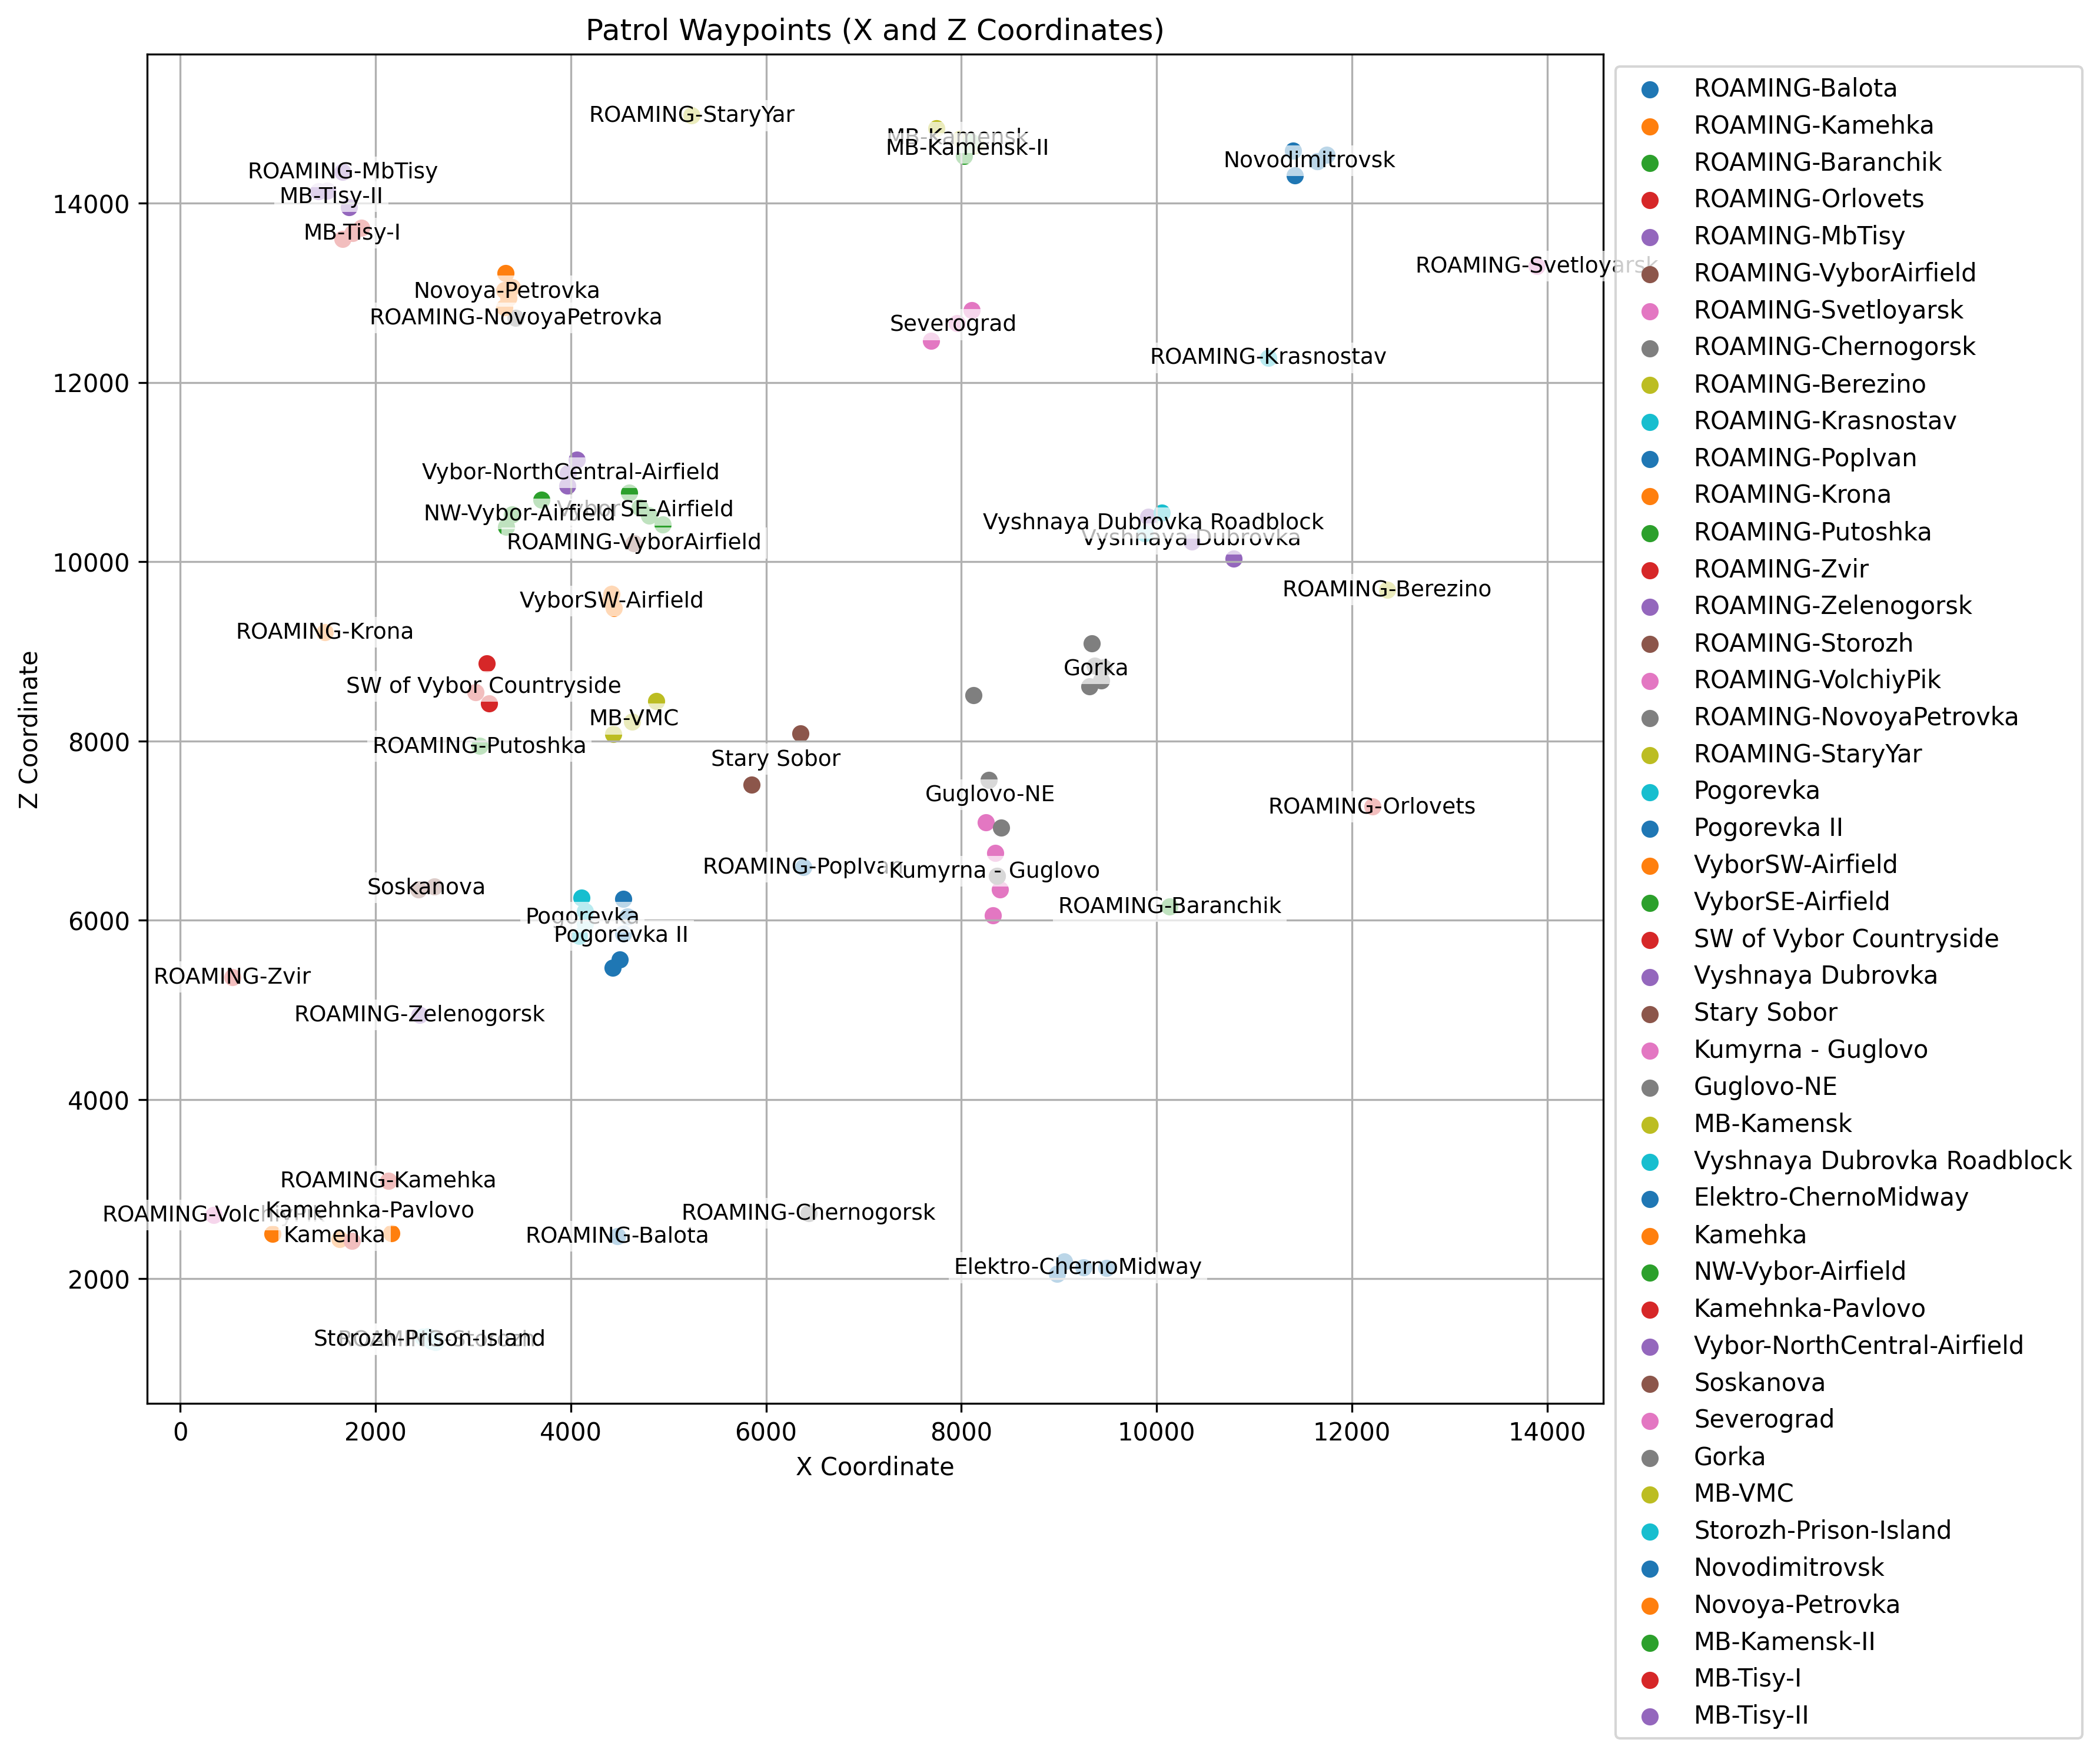 Patrol Waypoints (X and Z Coordinates)
Z Coordinate
14000
12000
10000
8000
6000
4000
2000
0
2000
4000
6000
8000
10000
12000
14000
X Coordinate
ROAMING-StaryYar
MB-Kamensk
MB-Kamensk-II
Novodimitrovsk
ROAMING-MbTisy
MB-Tisy-II
MB-Tisy-I
ROAMING-Svetloyarsk
Novoya-Petrovka
ROAMING-NovoyaPetrovka
Severograd
ROAMING-Krasnostav
Vybor-NorthCentral-Airfield
VyborSE-Airfield
NW-Vybor-Airfield
Vyshnaya Dubrovka Roadblock
Vyshnaya Dubrovka
ROAMING-VyborAirfield
VyborSW-Airfield
ROAMING-Berezino
ROAMING-Krona
Gorka
SW of Vybor Countryside
MB-VMC
ROAMING-Putoshka
Stary Sobor
Guglovo-NE
ROAMING-Orlovets
ROAMING-PopIvan
Kumyrna - Guglovo
Soskanova
ROAMING-Baranchik
Pogorevka
Pogorevka II
ROAMING-Zvir
ROAMING-Zelenogorsk
ROAMING-Kamehka
Kamehnka-Pavlovo
ROAMING-VolchiyPik
Kamehka
ROAMING-Chernogorsk
ROAMING-Balota
Elektro-ChernoMidway
Storozh-Prison-Island
ROAMING-Storozh
ROAMING-Balota
ROAMING-Kamehka
ROAMING-Baranchik
ROAMING-Orlovets
ROAMING-MbTisy
ROAMING-VyborAirfield
ROAMING-Svetloyarsk
ROAMING-Chernogorsk
ROAMING-Berezino
ROAMING-Krasnostav
ROAMING-PopIvan
ROAMING-Krona
ROAMING-Putoshka
ROAMING-Zvir
ROAMING-Zelenogorsk
ROAMING-Storozh
ROAMING-VolchiyPik
ROAMING-NovoyaPetrovka
ROAMING-StaryYar
Pogorevka
Pogorevka II
VyborSW-Airfield
VyborSE-Airfield
SW of Vybor Countryside
Vyshnaya Dubrovka
Stary Sobor
Kumyrna - Guglovo
Guglovo-NE
MB-Kamensk
Vyshnaya Dubrovka Roadblock
Elektro-ChernoMidway
Kamehka
NW-Vybor-Airfield
Kamehnka-Pavlovo
Vybor-NorthCentral-Airfield
Soskanova
Severograd
Gorka
MB-VMC
Storozh-Prison-Island
Novodimitrovsk
Novoya-Petrovka
MB-Kamensk-II
MB-Tisy-I
MB-Tisy-II